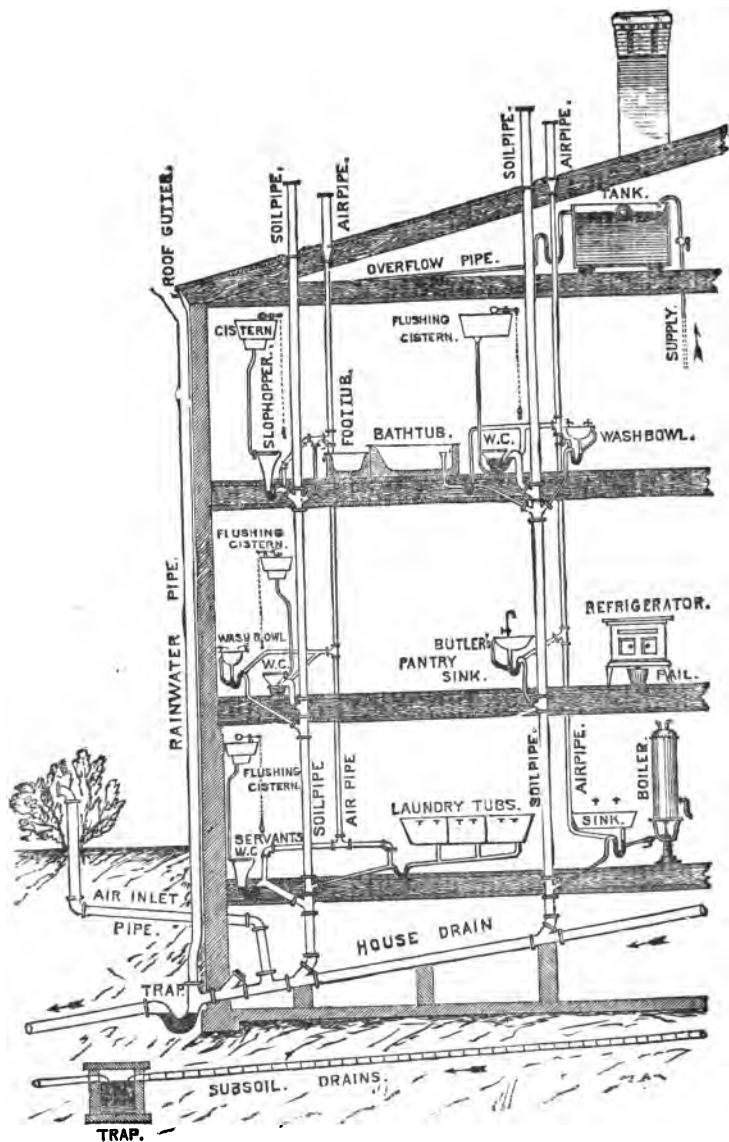 SOILPIPE.
AIRPIPE.
ROOF GUTTER.
SOILPIPE,
AIRPIPE.
TANK.
OVERFLOW PIPE.
SUPPLY.
CISTERN
SLOPHOPPER.
FLUSHING
CISTERN.
FOOTTUB.
BATHTUB.
W.C.
WASHBOWL.
RAINWATER PIPE.
FLUSHING
CISTERN.
WASHBOWL
W.C.
BUTLER'S
PANTRY
SINK.
REFRIGERATOR.
PAIL.
FLUSHING
CISTERN.
SOILPIPE
AIR PIPE
SOILPIPE.
AIRPIPE.
BOILER.
LAUNDRY TUBS.
SINK.
SERVANTS
W.C
AIR INLET
PIPE.
HOUSE DRAIN
TRAP.
SUBSOIL. DRAINS.
TRAP.